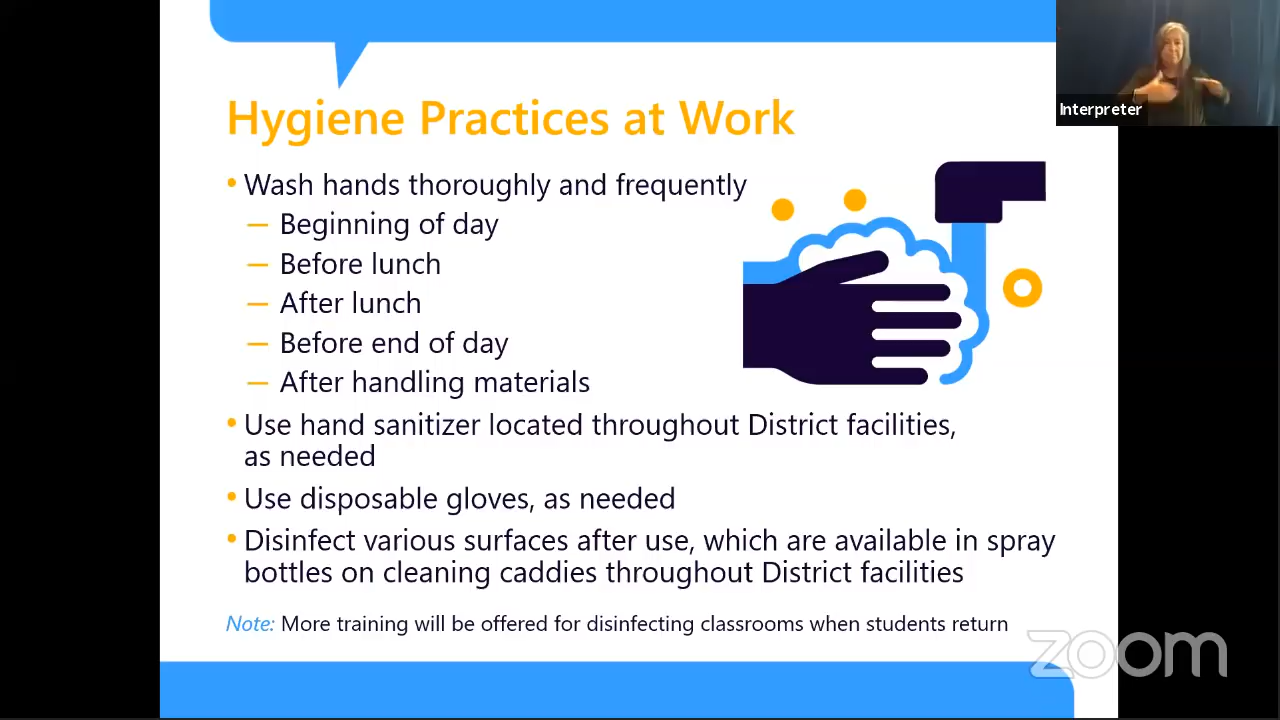 Interpreter
Hygiene Practices at Work
• Wash hands thoroughly and frequently
— Beginning of day
— Before lunch
— After lunch
— Before end of day
— After handling materials
• Use hand sanitizer located throughout District facilities,
as needed
• Use disposable gloves, as needed
• Disinfect various surfaces after use, which are available in spray
bottles on cleaning caddies throughout District facilities
Note: More training will be offered for disinfecting classrooms when students return
zoom